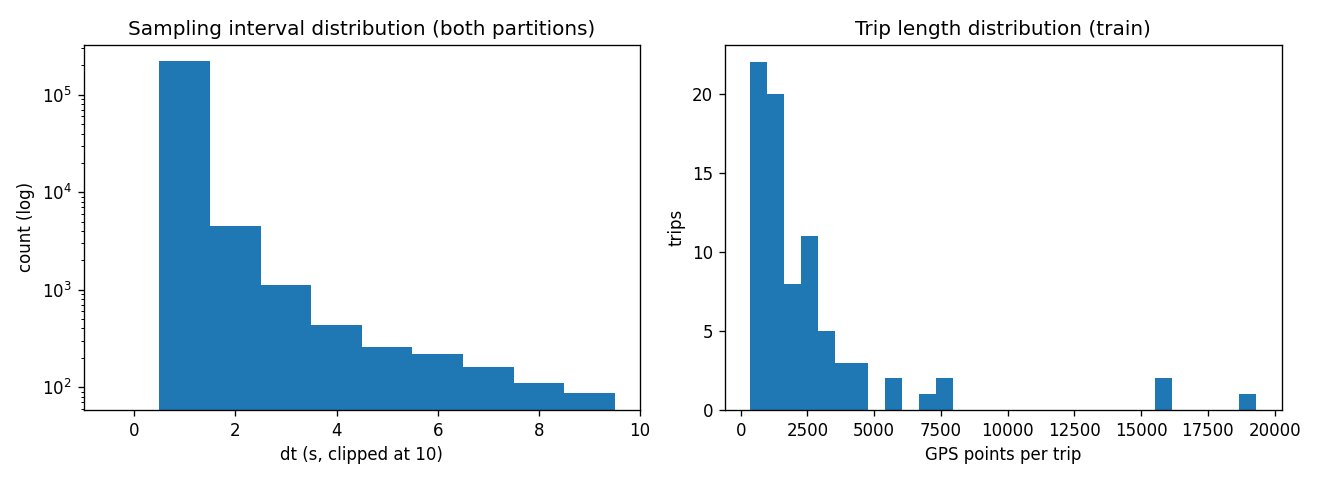 Sampling interval distribution (both partitions)
count (log)
10^5
10^4
10^3
10^2
0 2 4 6 8 10
dt (s, clipped at 10)
Trip length distribution (train)
trips
20
15
10
5
0
0 2500 5000 7500 10000 12500 15000 17500 20000
GPS points per trip